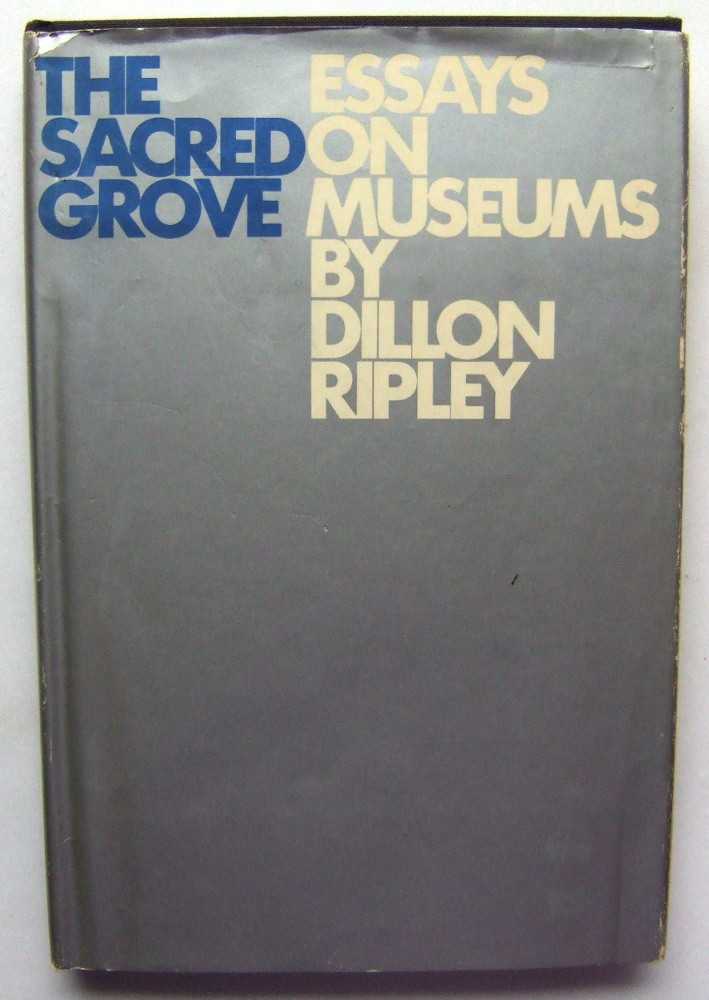 THE
SACRED
GROVE
ESSAYS
ON
MUSEUMS
BY
DILLON
RIPLEY